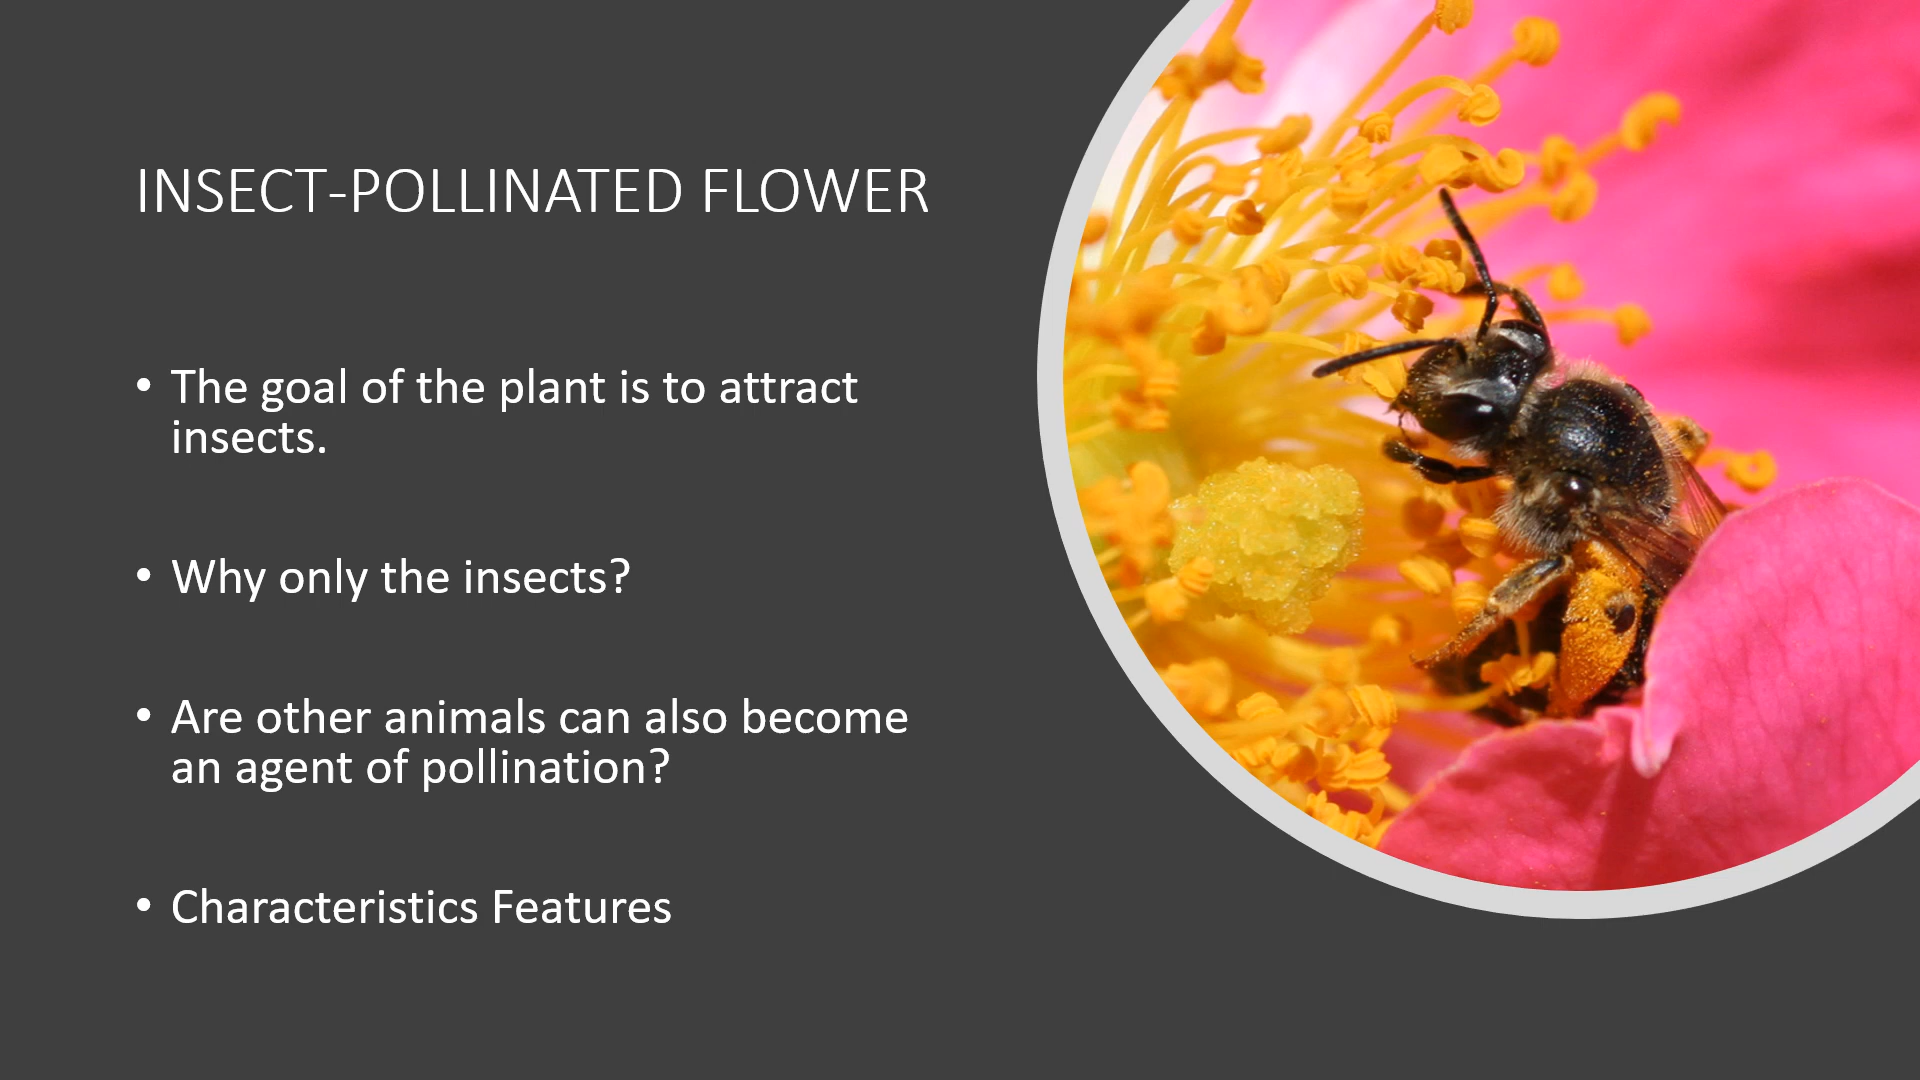 INSECT-POLLINATED FLOWER
• The goal of the plant is to attract
insects.
• Why only the insects?
• Are other animals can also become
an agent of pollination?
• Characteristics Features